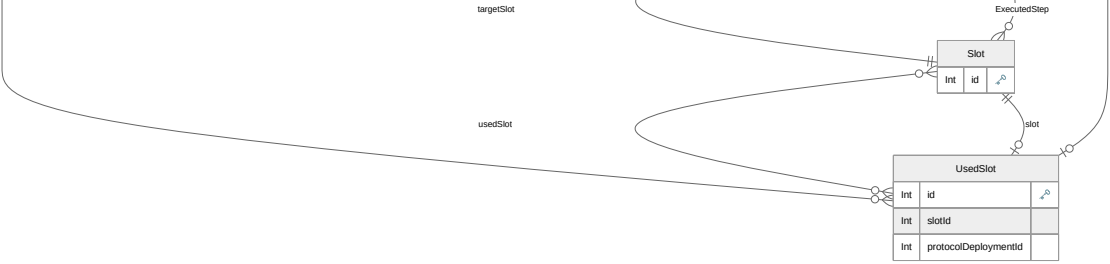 targetSlot
ExecutedStep
Slot
Int id
usedSlot
slot
UsedSlot
Int id
Int slotId
Int protocolDeploymentId